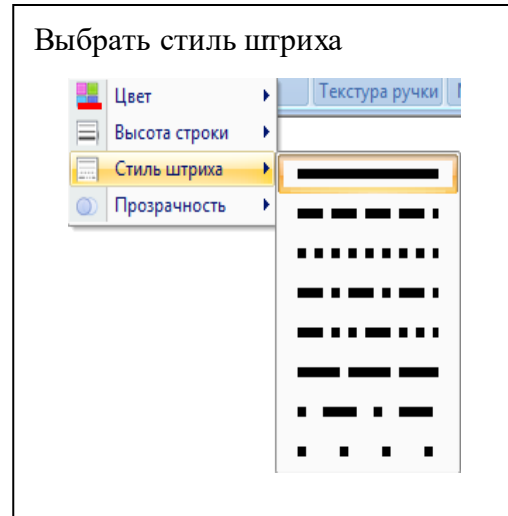 Выбрать стиль штриха
Цвет
Текстура ручки
Высота строки
Стиль штриха
Прозрачность